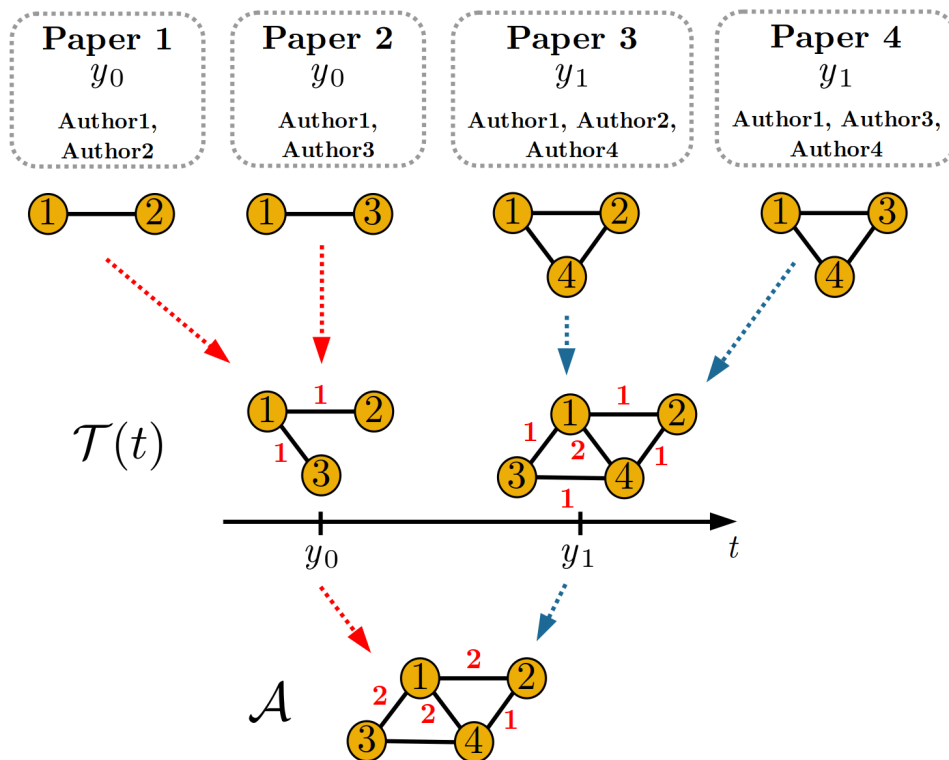 Paper 1
y₀
Author1,
Author2
Paper 2
y₀
Author1,
Author3
Paper 3
y₁
Author1, Author2,
Author4
Paper 4
y₁
Author1, Author3,
Author4
1 2
1 3
1 2
4
1 3
4
𝒯(t)
1 1 2
1
3
1 1 2
1 2 1
3 4
1
y₀ y₁ t
𝒜
1 2 2
2 2 1
3 4